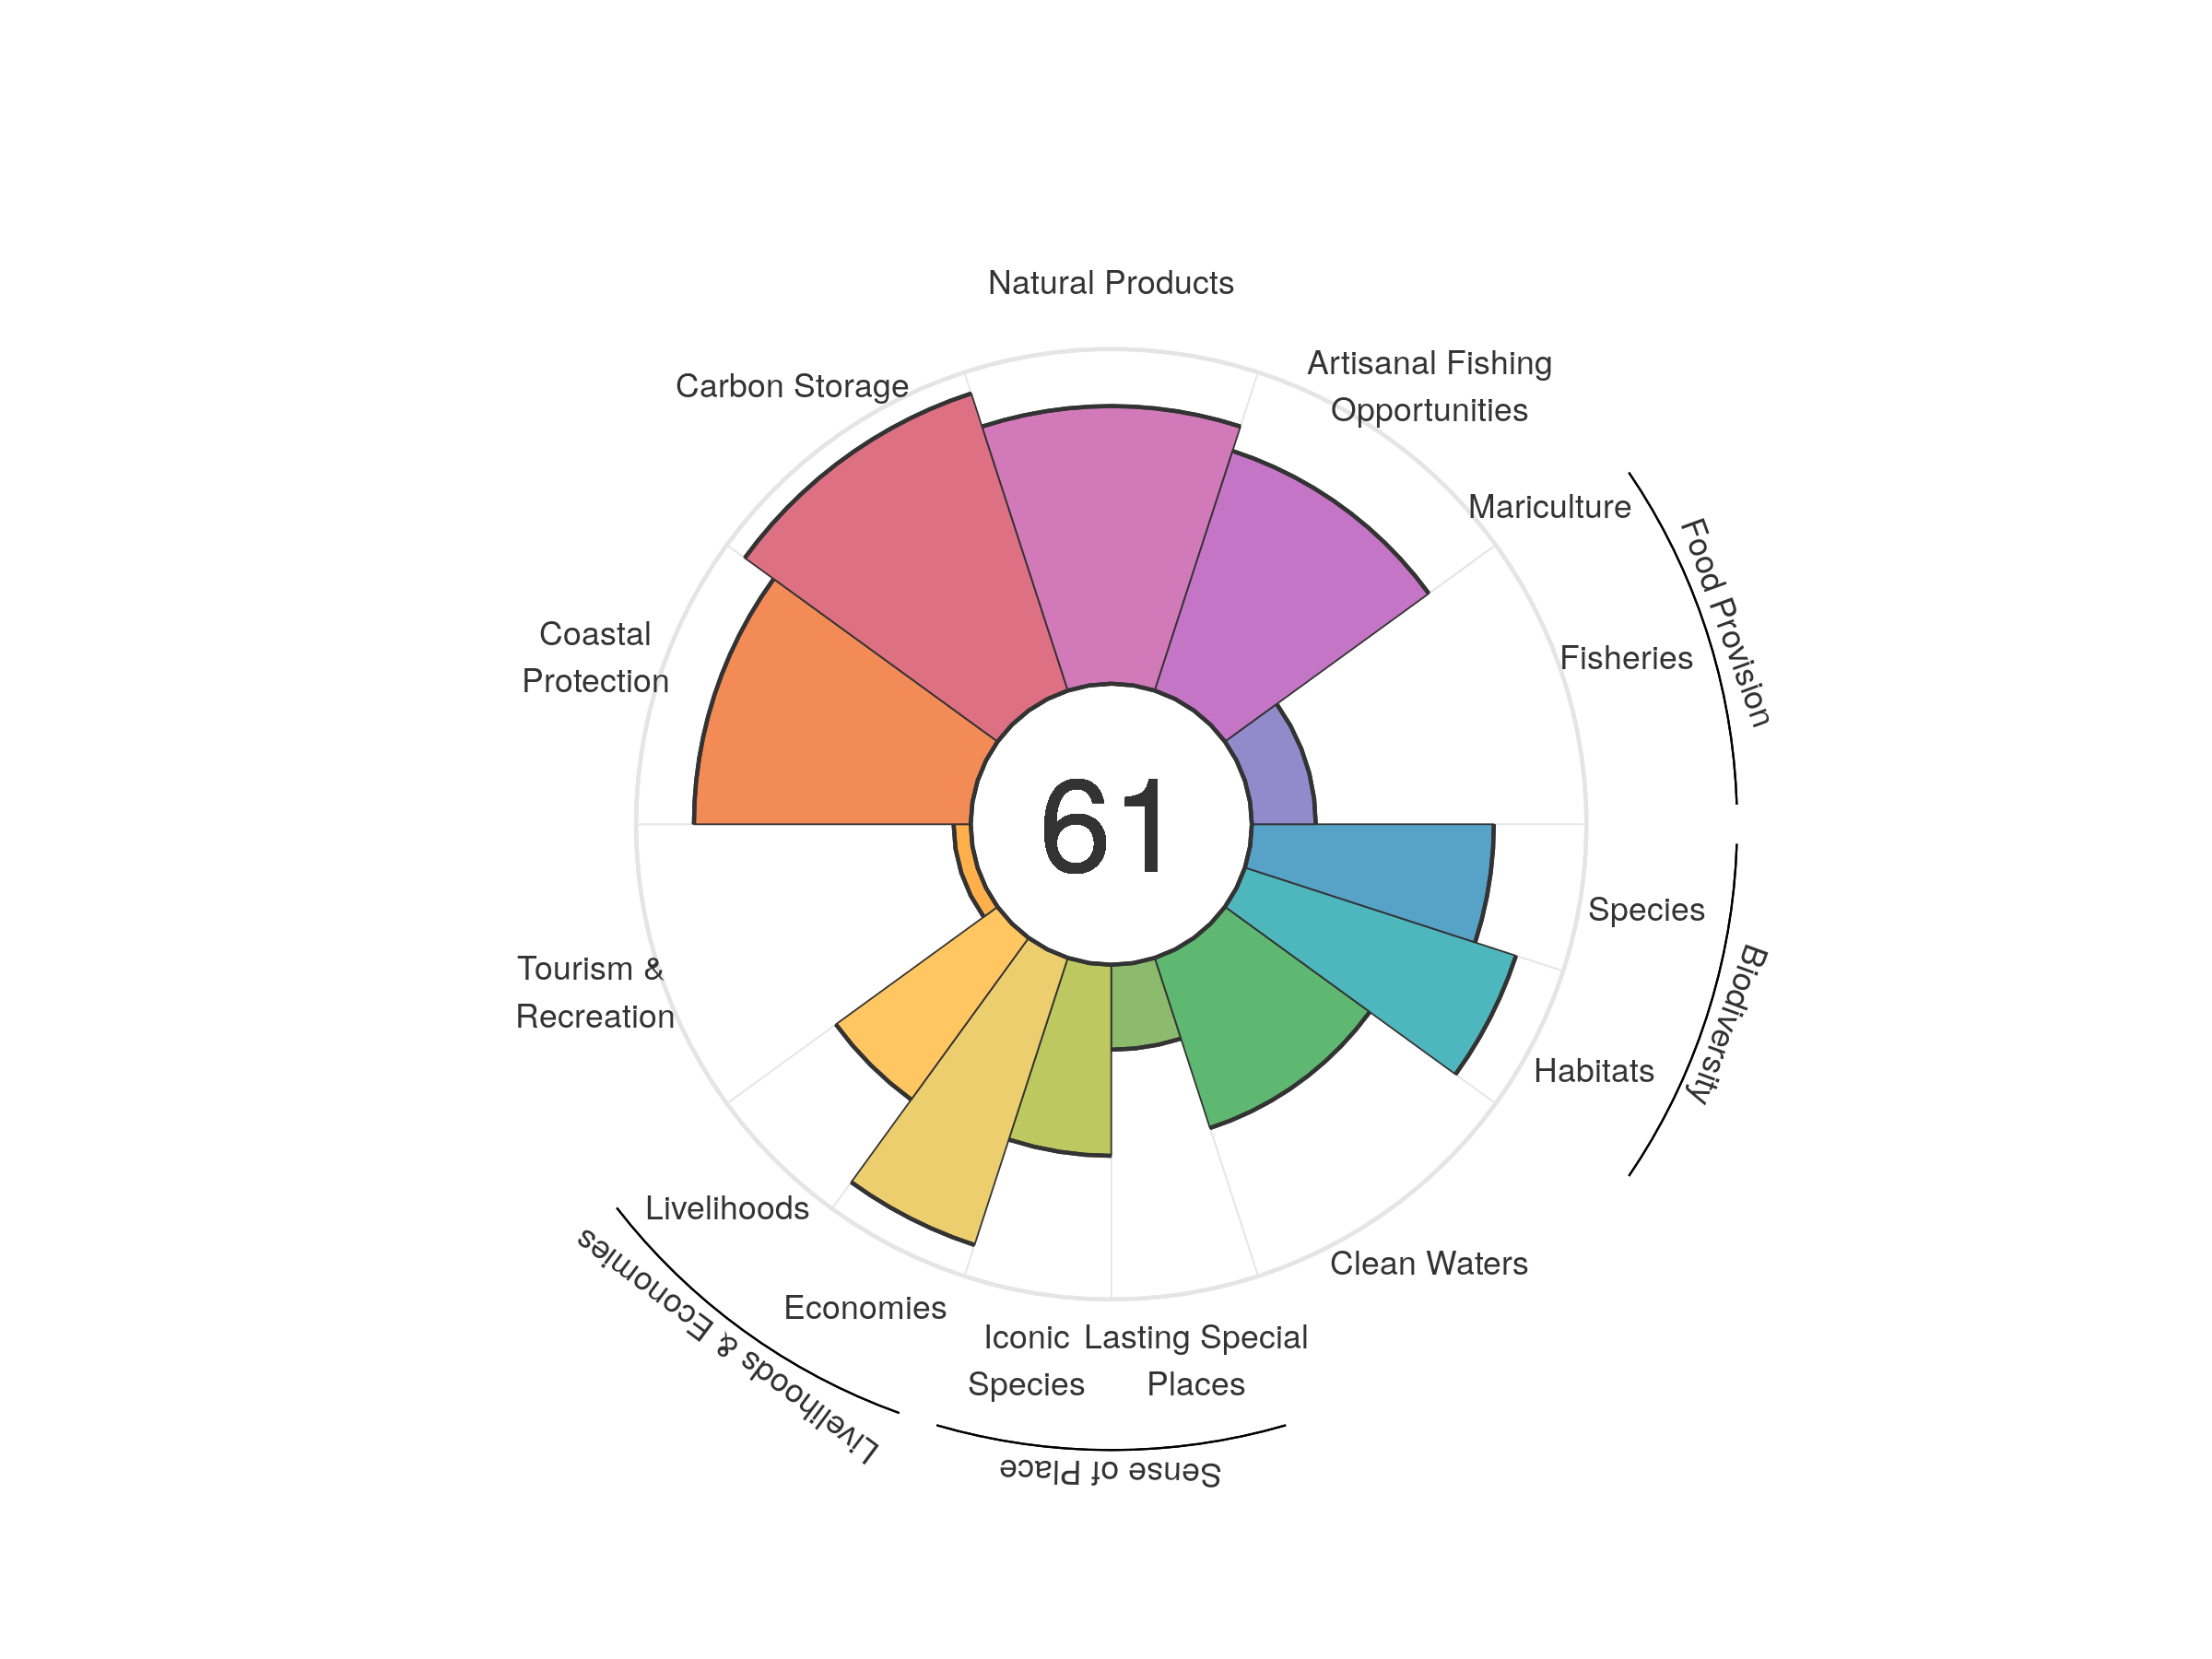 Natural Products
Artisanal Fishing
Opportunities
Carbon Storage
Mariculture
Food Provision
Coastal
Protection
Fisheries
61
Species
Biodiversity
Tourism &
Recreation
Habitats
Livelihoods
Clean Waters
Economies
Livelihoods & Economies
Iconic
Species
Lasting Special
Places
Sense of Place